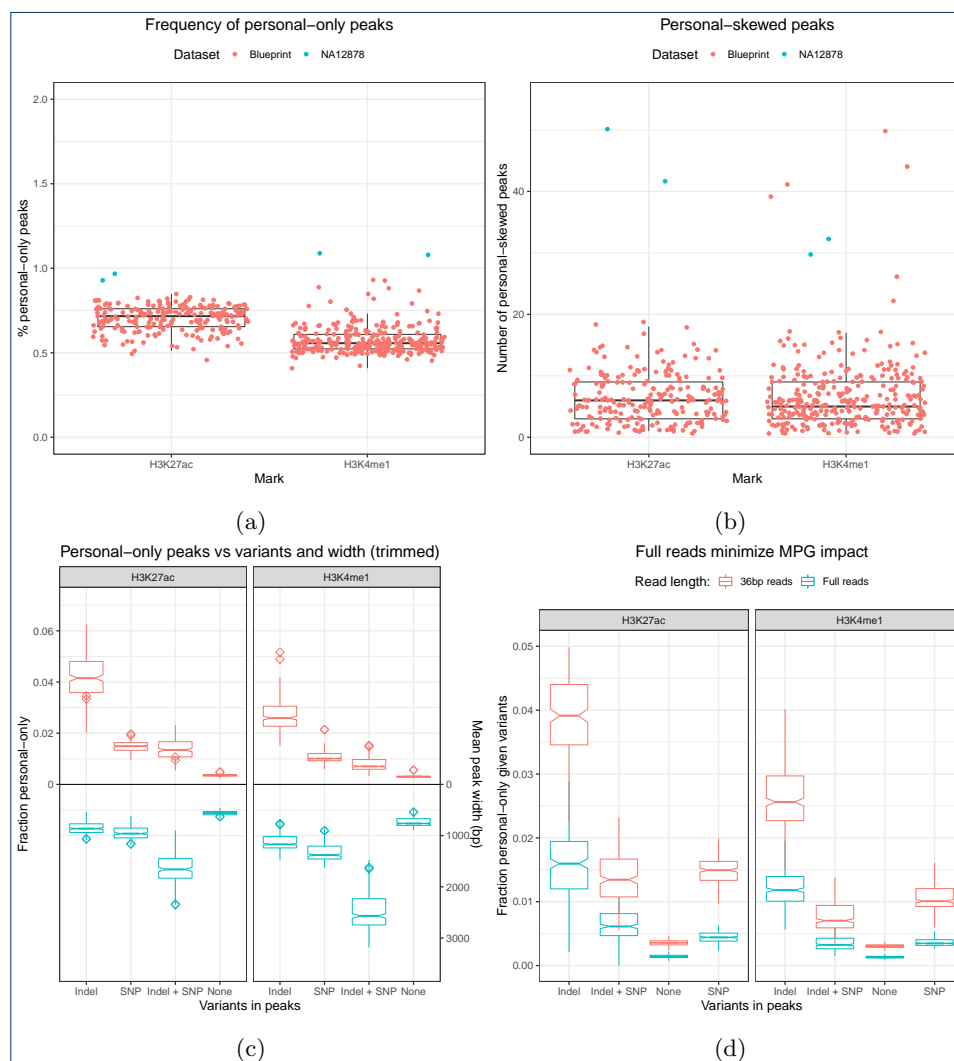 Frequency of personal−only peaks
Dataset Blueprint NA12878
2.0
1.5
1.0
0.5
0.0
% personal−only peaks
H3K27ac H3K4me1
Mark
(a)
Personal−skewed peaks
Dataset Blueprint NA12878
40
20
0
Number of personal−skewed peaks
H3K27ac H3K4me1
Mark
(b)
Personal−only peaks vs variants and width (trimmed)
H3K27ac H3K4me1
0.06
0.04
0.02
0
Fraction personal−only
0
1000
2000
3000
Mean peak width (bp)
Indel SNP Indel + SNP None Indel SNP Indel + SNP None
Variants in peaks
(c)
Full reads minimize MPG impact
Read length: 36bp reads Full reads
H3K27ac H3K4me1
0.05
0.04
0.03
0.02
0.01
0.00
Fraction personal−only given variants
Indel Indel + SNP None SNP Indel Indel + SNP None SNP
Variants in peaks
(d)